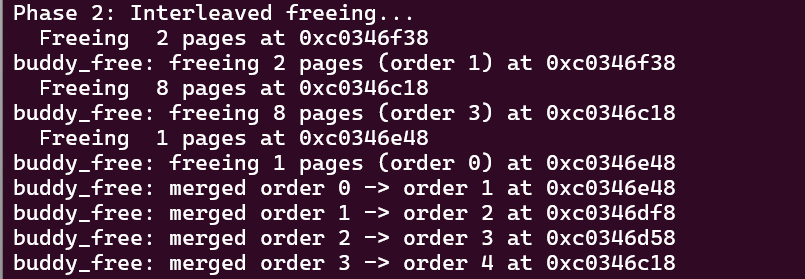 Phase 2: Interleaved freeing...
  Freeing  2 pages at 0xc0346f38
buddy_free: freeing 2 pages (order 1) at 0xc0346f38
  Freeing  8 pages at 0xc0346c18
buddy_free: freeing 8 pages (order 3) at 0xc0346c18
  Freeing  1 pages at 0xc0346e48
buddy_free: freeing 1 pages (order 0) at 0xc0346e48
buddy_free: merged order 0 -> order 1 at 0xc0346e48
buddy_free: merged order 1 -> order 2 at 0xc0346df8
buddy_free: merged order 2 -> order 3 at 0xc0346d58
buddy_free: merged order 3 -> order 4 at 0xc0346c18